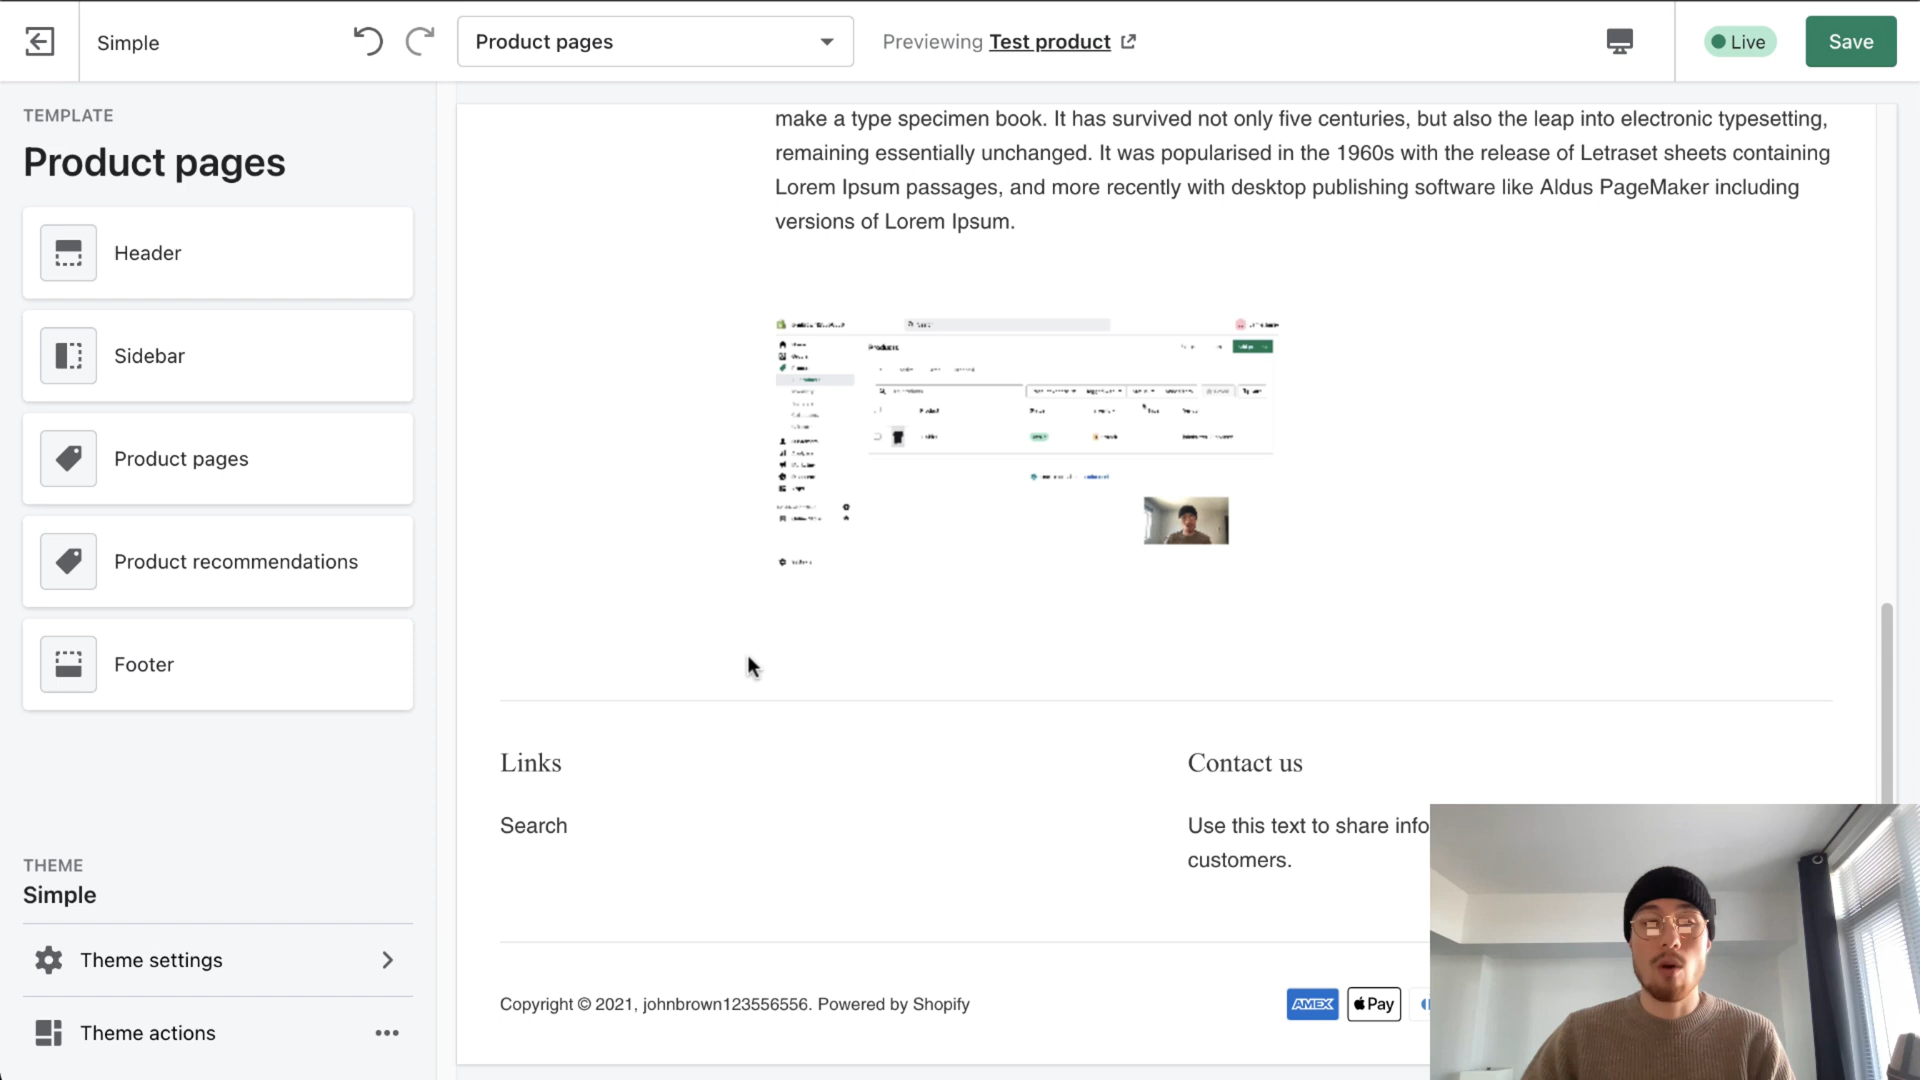 Simple
Product pages
Previewing Test product
Live
Save
TEMPLATE
Product pages
Header
Sidebar
Product pages
Product recommendations
Footer
THEME
Simple
Theme settings
Theme actions
make a type specimen book. It has survived not only five centuries, but also the leap into electronic typesetting,
remaining essentially unchanged. It was popularised in the 1960s with the release of Letraset sheets containing
Lorem Ipsum passages, and more recently with desktop publishing software like Aldus PageMaker including
versions of Lorem Ipsum.
Search
Products
Product
Links
Search
Contact us
Use this text to share info
customers.
Copyright © 2021, johnbrown123556556. Powered by Shopify
AMEX
Pay